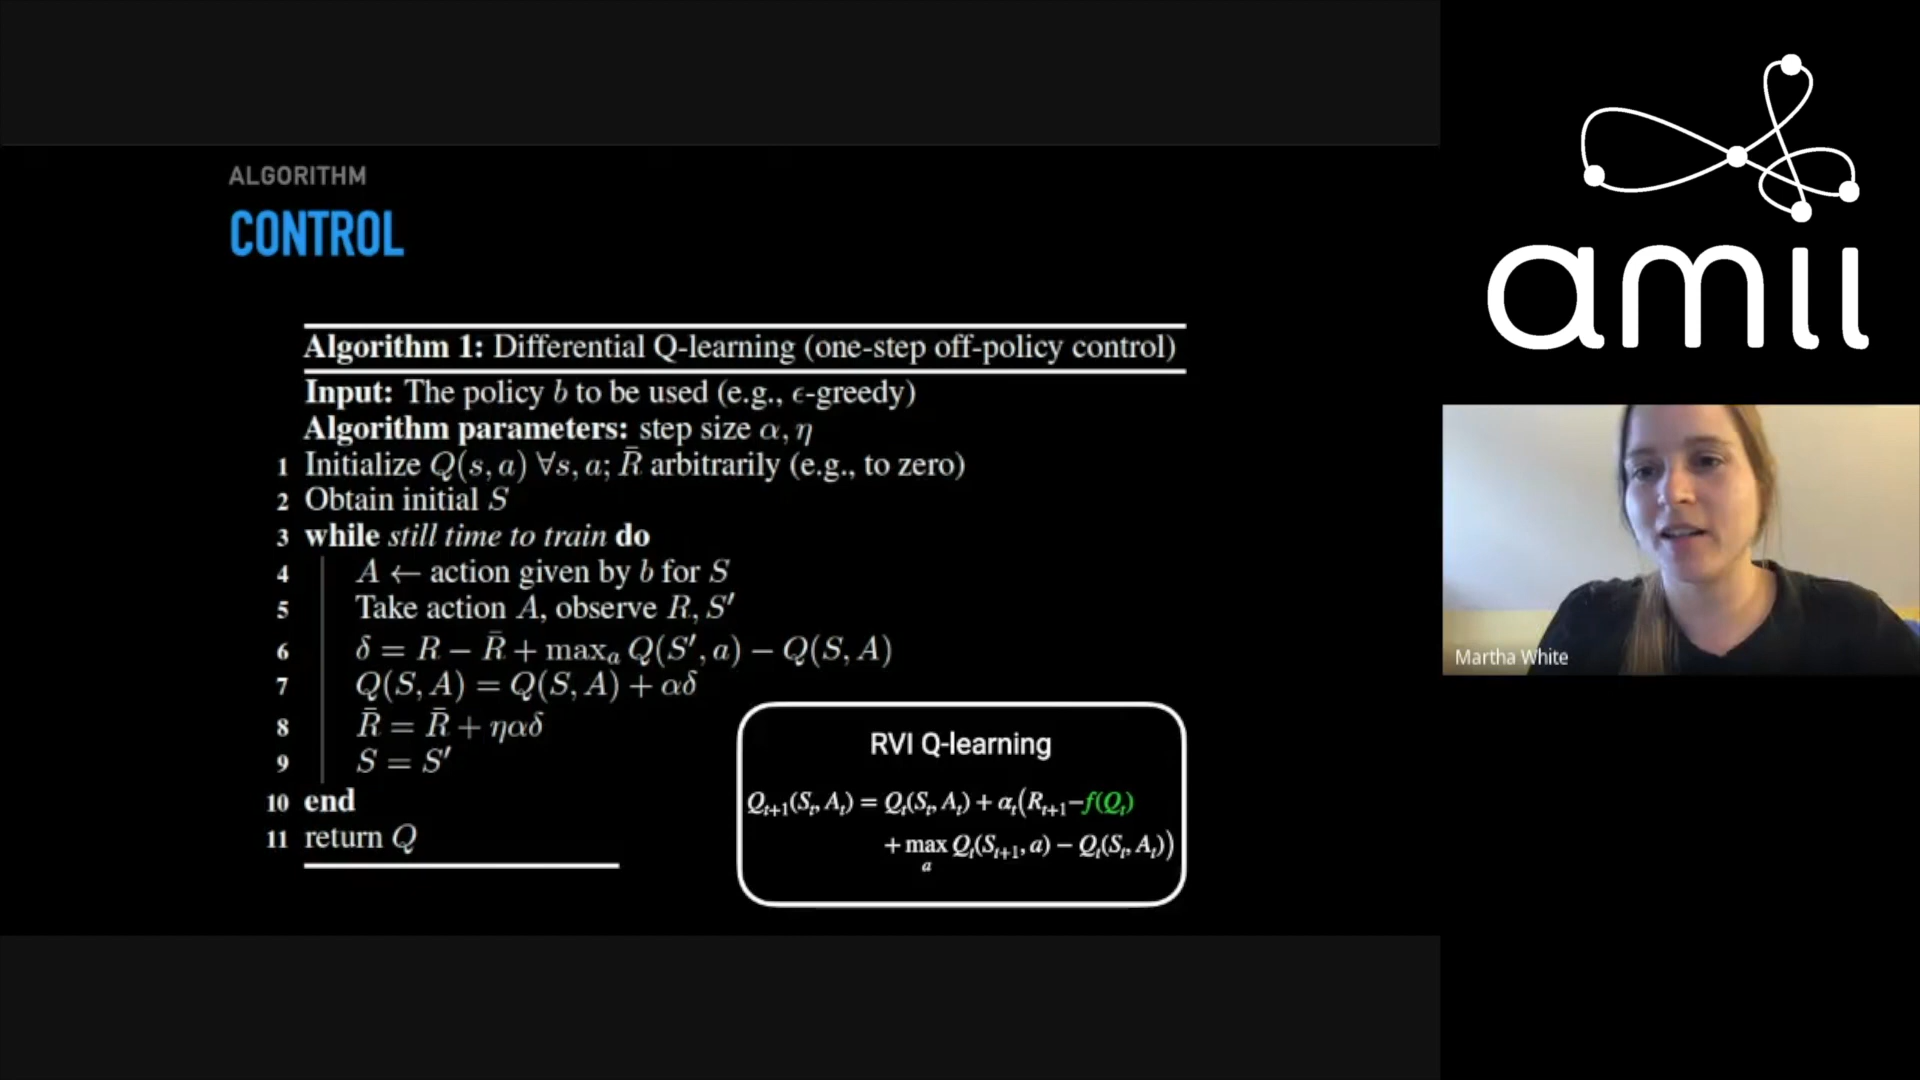 ALGORITHM
CONTROL
Algorithm 1: Differential Q-learning (one-step off-policy control)
Input: The policy b to be used (e.g., ϵ-greedy)
Algorithm parameters: step size α, η
1 Initialize Q(s, a) ∀s, a; R̄ arbitrarily (e.g., to zero)
2 Obtain initial S
3 while still time to train do
4 A ← action given by b for S
5 Take action A, observe R, S′
6 δ = R − R̄ + maxₐ Q(S′, a) − Q(S, A)
7 Q(S, A) = Q(S, A) + αδ
8 R̄ = R̄ + ηαδ
9 S = S′
10 end
11 return Q
RVI Q-learning
Qₜ₊₁(Sₜ, Aₜ) = Qₜ(Sₜ, Aₜ) + αₜ(Rₜ₊₁−f(Qₜ)
+ max Qₜ(Sₜ₊₁, a) − Qₜ(Sₜ, Aₜ))
a
amii
Martha White